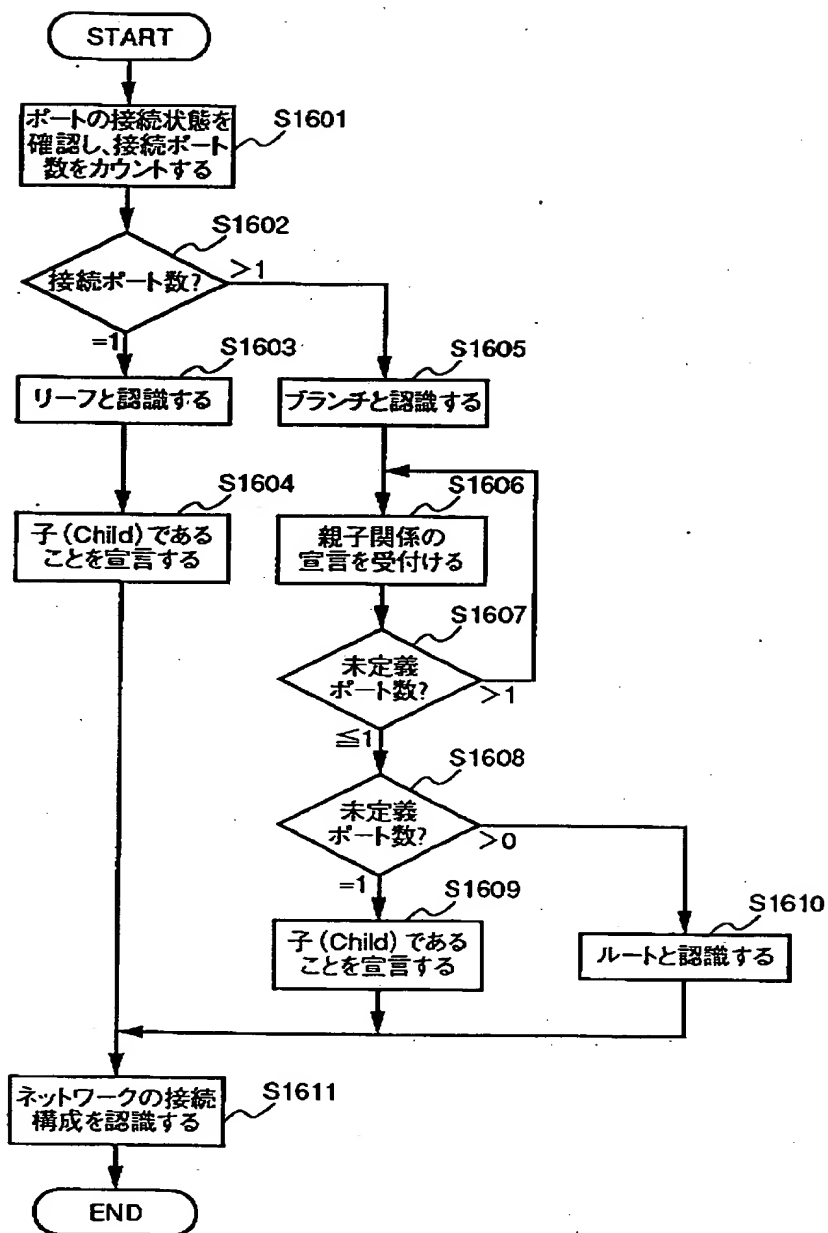 START
ポートの接続状態を
確認し、接続ポート
数をカウントする
S1601
S1602
接続ポート数?
>1
=1
S1603
リーフと認識する
S1604
子(Child)である
ことを宣言する
S1605
ブランチと認識する
S1606
親子関係の
宣言を受付ける
S1607
未定義
ポート数?
>1
≦1
S1608
未定義
ポート数?
>0
=1
S1609
子(Child)である
ことを宣言する
S1610
ルートと認識する
ネットワークの接続
構成を認識する
S1611
END